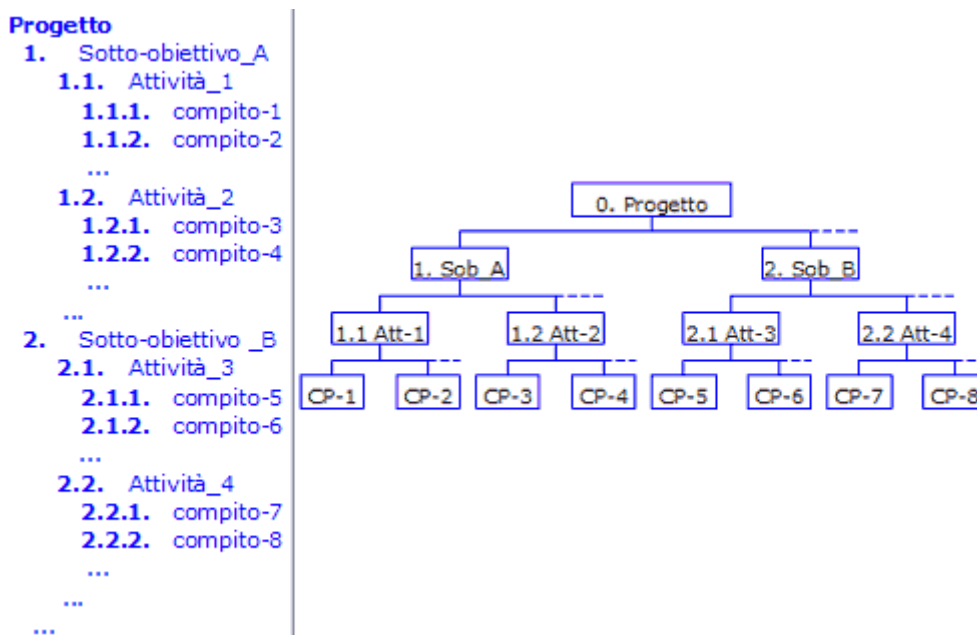 Progetto
1. Sotto-obiettivo_A
1.1. Attività_1
1.1.1. compito-1
1.1.2. compito-2
...
1.2. Attività_2
1.2.1. compito-3
1.2.2. compito-4
...
...
2. Sotto-obiettivo _B
2.1. Attività_3
2.1.1. compito-5
2.1.2. compito-6
...
2.2. Attività_4
2.2.1. compito-7
2.2.2. compito-8
...
...
...
0. Progetto
1. Sob_A 2. Sob_B
1.1 Att-1 1.2 Att-2 2.1 Att-3 2.2 Att-4
CP-1 CP-2 CP-3 CP-4 CP-5 CP-6 CP-7 CP-8